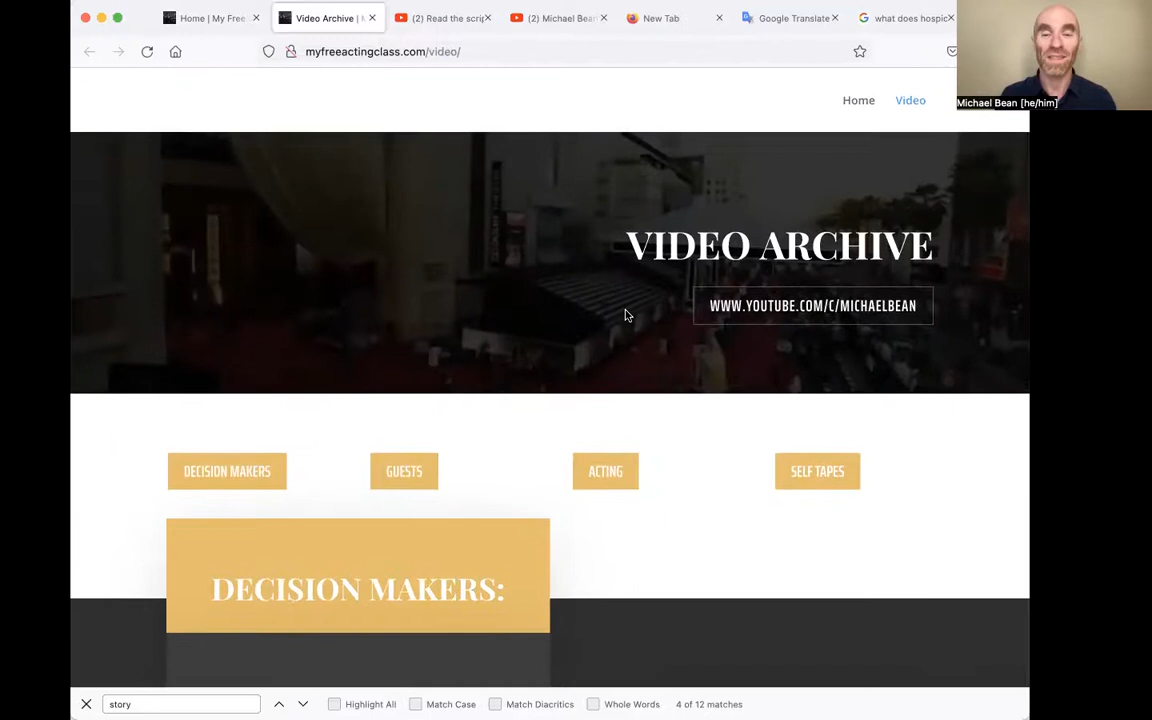 Home | My Free
Video Archive |
(2) Read the scrip
(2) Michael Bean
New Tab
Google Translate
what does hospic
myfreeactingclass.com/video/
Michael Bean [he/him]
Home
Video
VIDEO ARCHIVE
WWW.YOUTUBE.COM/C/MICHAELBEAN
DECISION MAKERS
GUESTS
ACTING
SELF TAPES
DECISION MAKERS:
story
Highlight All
Match Case
Match Diacritics
Whole Words
4 of 12 matches